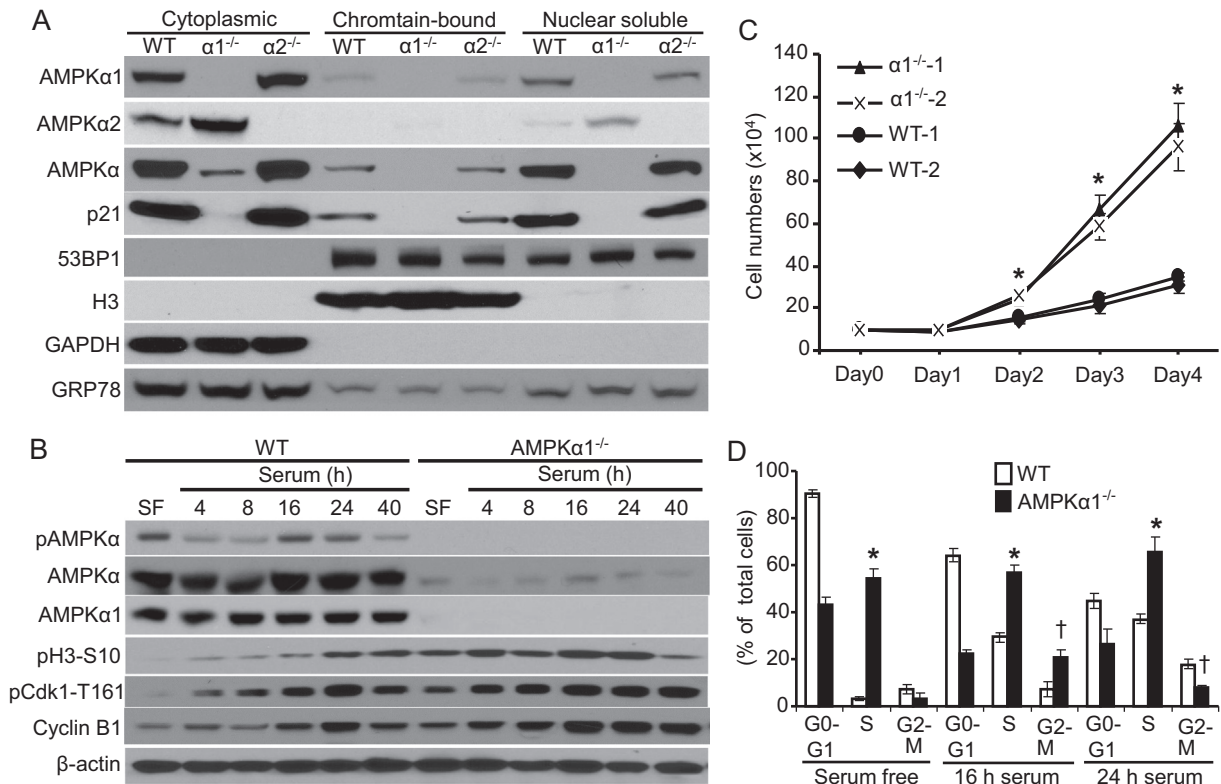 A
Cytoplasmic Chromtain-bound Nuclear soluble
WT α1-/- α2-/- WT α1-/- α2-/- WT α1-/- α2-/-
AMPKα1
AMPKα2
AMPKα
p21
53BP1
H3
GAPDH
GRP78
B
WT AMPKα1-/-
Serum (h) Serum (h)
SF 4 8 16 24 40 SF 4 8 16 24 40
pAMPKα
AMPKα
AMPKα1
pH3-S10
pCdk1-T161
Cyclin B1
β-actin
C
Cell numbers (x10⁴)
140
120
100
80
60
40
20
0
α1-/--1
α1-/--2
WT-1
WT-2
* * *
Day0 Day1 Day2 Day3 Day4
D
(% of total cells)
100
80
60
40
20
0
WT
AMPKα1-/-
* * † * †
G0-G1 S G2-M G0-G1 S G2-M G0-G1 S G2-M
Serum free 16 h serum 24 h serum